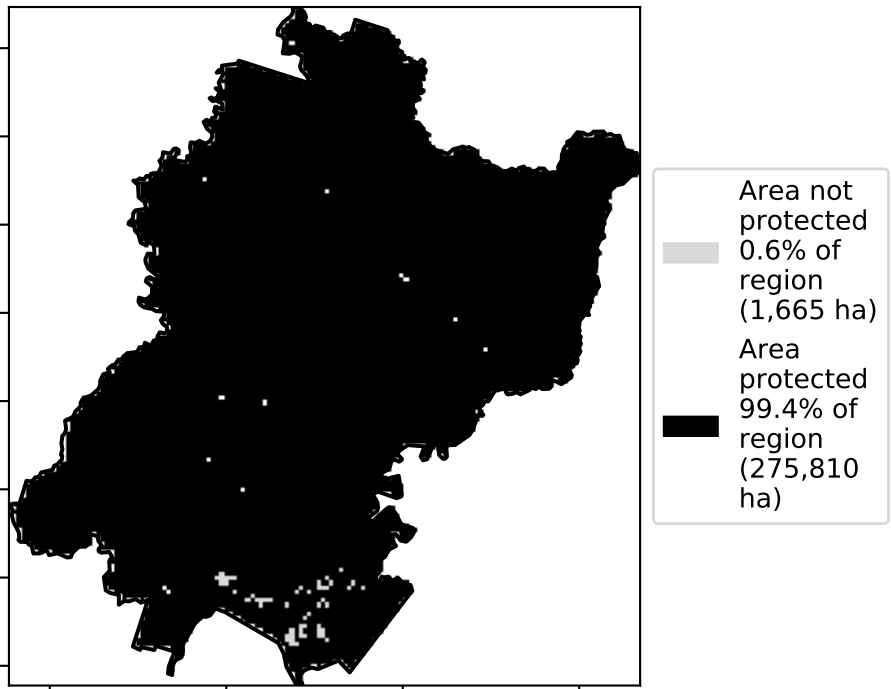 Area not
protected
0.6% of
region
(1,665 ha)
Area
protected
99.4% of
region
(275,810
ha)